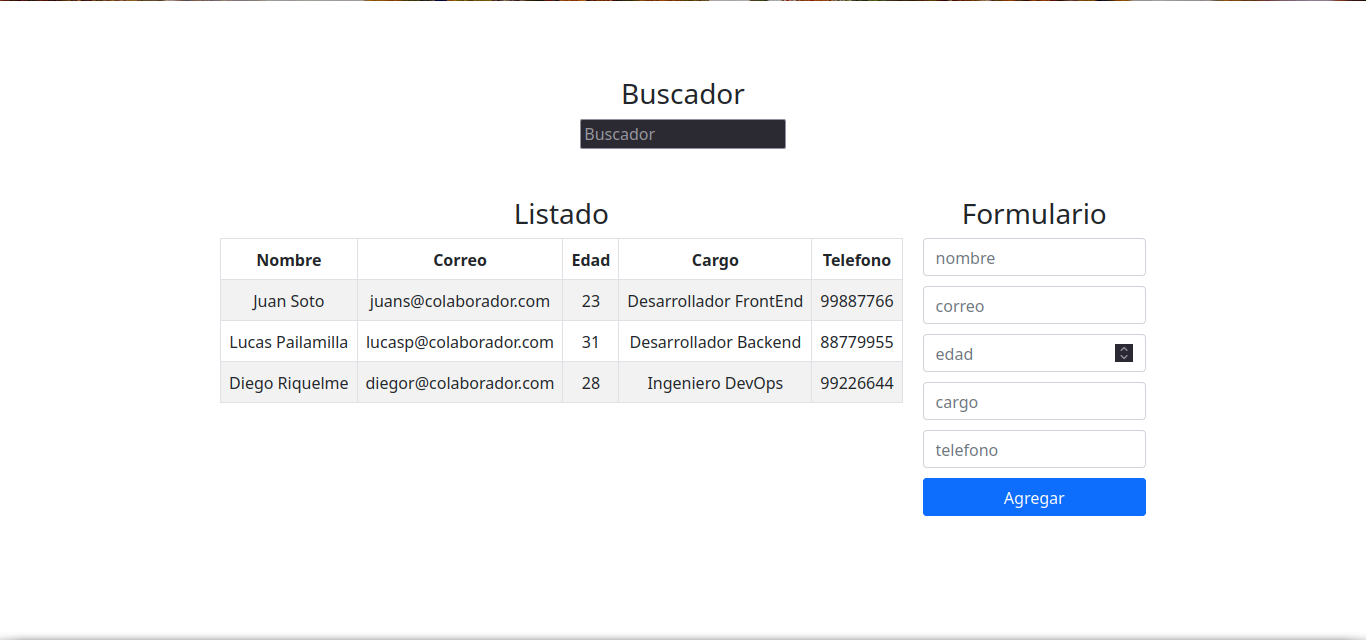 Buscador
Buscador
Listado
Nombre Correo Edad Cargo Telefono
Juan Soto juans@colaborador.com 23 Desarrollador FrontEnd 99887766
Lucas Pailamilla lucasp@colaborador.com 31 Desarrollador Backend 88779955
Diego Riquelme diegor@colaborador.com 28 Ingeniero DevOps 99226644
Formulario
nombre
correo
edad
cargo
telefono
Agregar